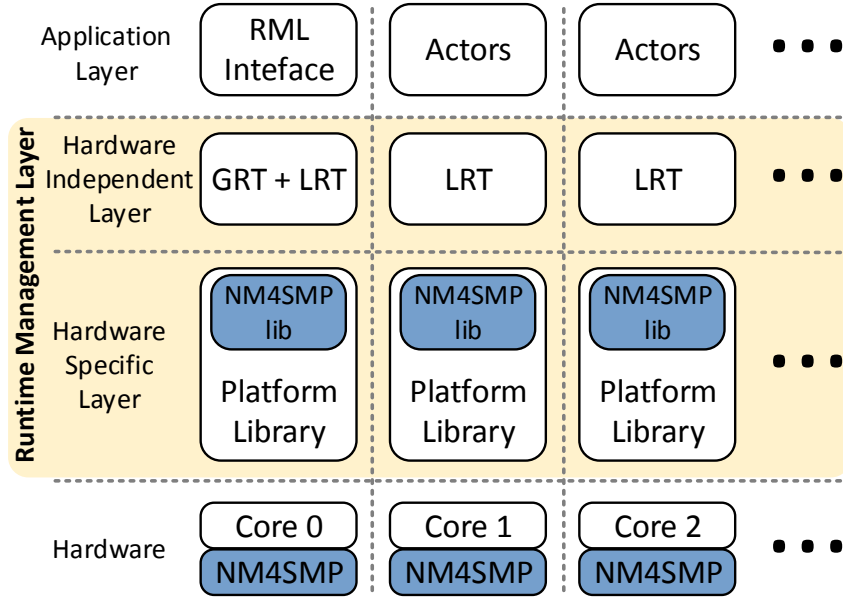 Application
Layer
RML
Inteface
Actors
Actors
Runtime Management Layer
Hardware
Independent
Layer
GRT + LRT
LRT
LRT
Hardware
Specific
Layer
NM4SMP
lib
Platform
Library
NM4SMP
lib
Platform
Library
NM4SMP
lib
Platform
Library
Hardware
Core 0
NM4SMP
Core 1
NM4SMP
Core 2
NM4SMP